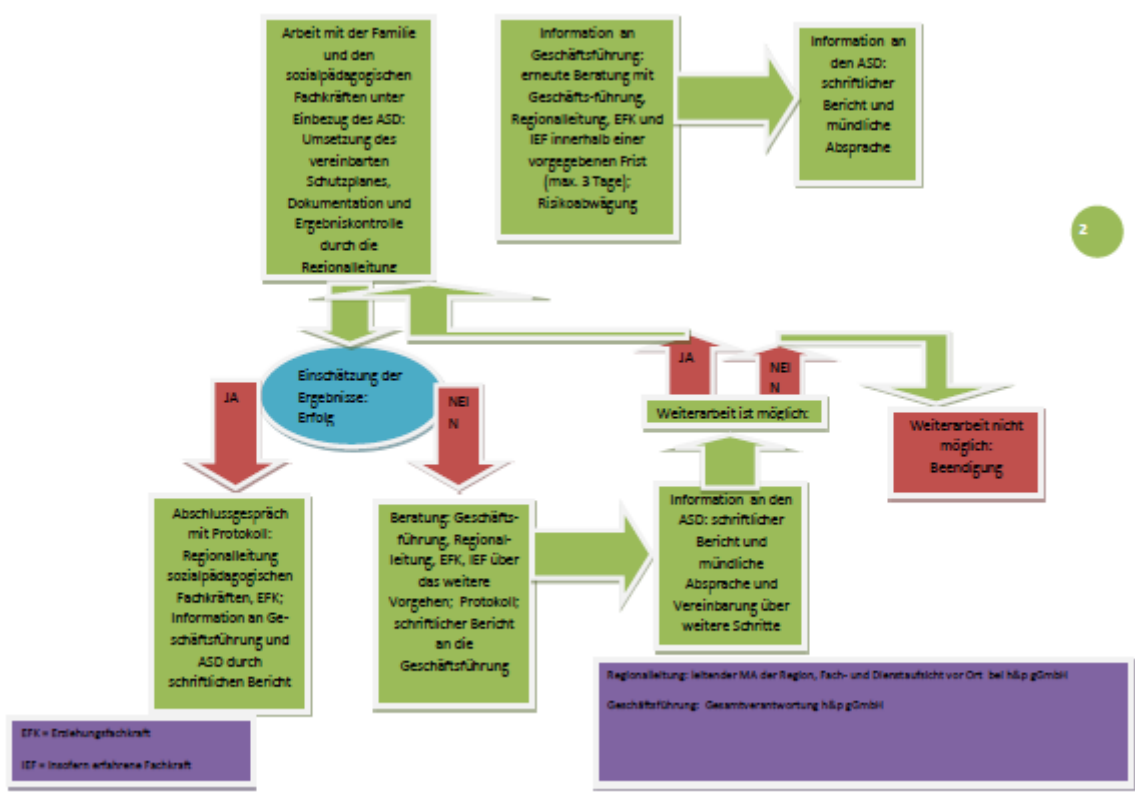 Arbeit mit der Familie
und den
sozialpädagogischen
Fachkräften unter
Einbezug des ASD:
Umsetzung des
vereinbarten
Schutzplanes,
Dokumentation und
Ergebniskontrolle
durch die
Regionalleitung
Information an
Geschäftsführung:
erneute Beratung mit
Geschäfts-führung,
Regionalleitung, EFK und
IEF innerhalb einer
vorgegebenen Frist
(max. 3 Tage);
Risikoabwägung
Information an
den ASD:
schriftlicher
Bericht und
mündliche
Absprache
2
Einschätzung der
Ergebnisse:
Erfolg
JA
NEI
N
JA
NEI
N
Weiterarbeit ist möglich:
Weiterarbeit nicht
möglich:
Beendigung
Abschlussgespräch
mit Protokoll:
Regionalleitung
sozialpädagogischen
Fachkräften, EFK;
Information an Ge-
schäftsführung und
ASD durch
schriftlichen Bericht
Beratung: Geschäfts-
führung, Regional-
leitung, EFK, IEF über
das weitere
Vorgehen; Protokoll;
schriftlicher Bericht
an die
Geschäftsführung
Information an den
ASD: schriftlicher
Bericht und
mündliche
Absprache und
Vereinbarung über
weitere Schritte
EFK = Erziehungsfachkraft
IEF = Insofern erfahrene Fachkraft
Regionalleitung: leitender MA der Region, Fach- und Dienstaufsicht vor Ort bei h&p gGmbH
Geschäftsführung: Gesamtverantwortung h&p gGmbH